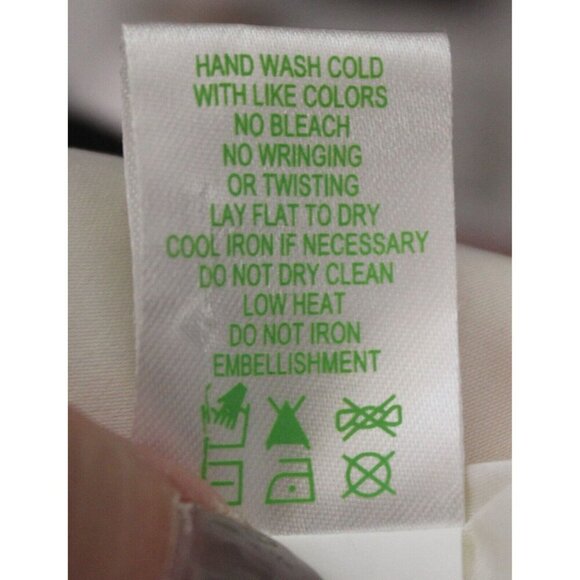 HAND WASH COLD
WITH LIKE COLORS
NO BLEACH
NO WRINGING
OR TWISTING
LAY FLAT TO DRY
COOL IRON IF NECESSARY
DO NOT DRY CLEAN
LOW HEAT
DO NOT IRON
EMBELLISHMENT